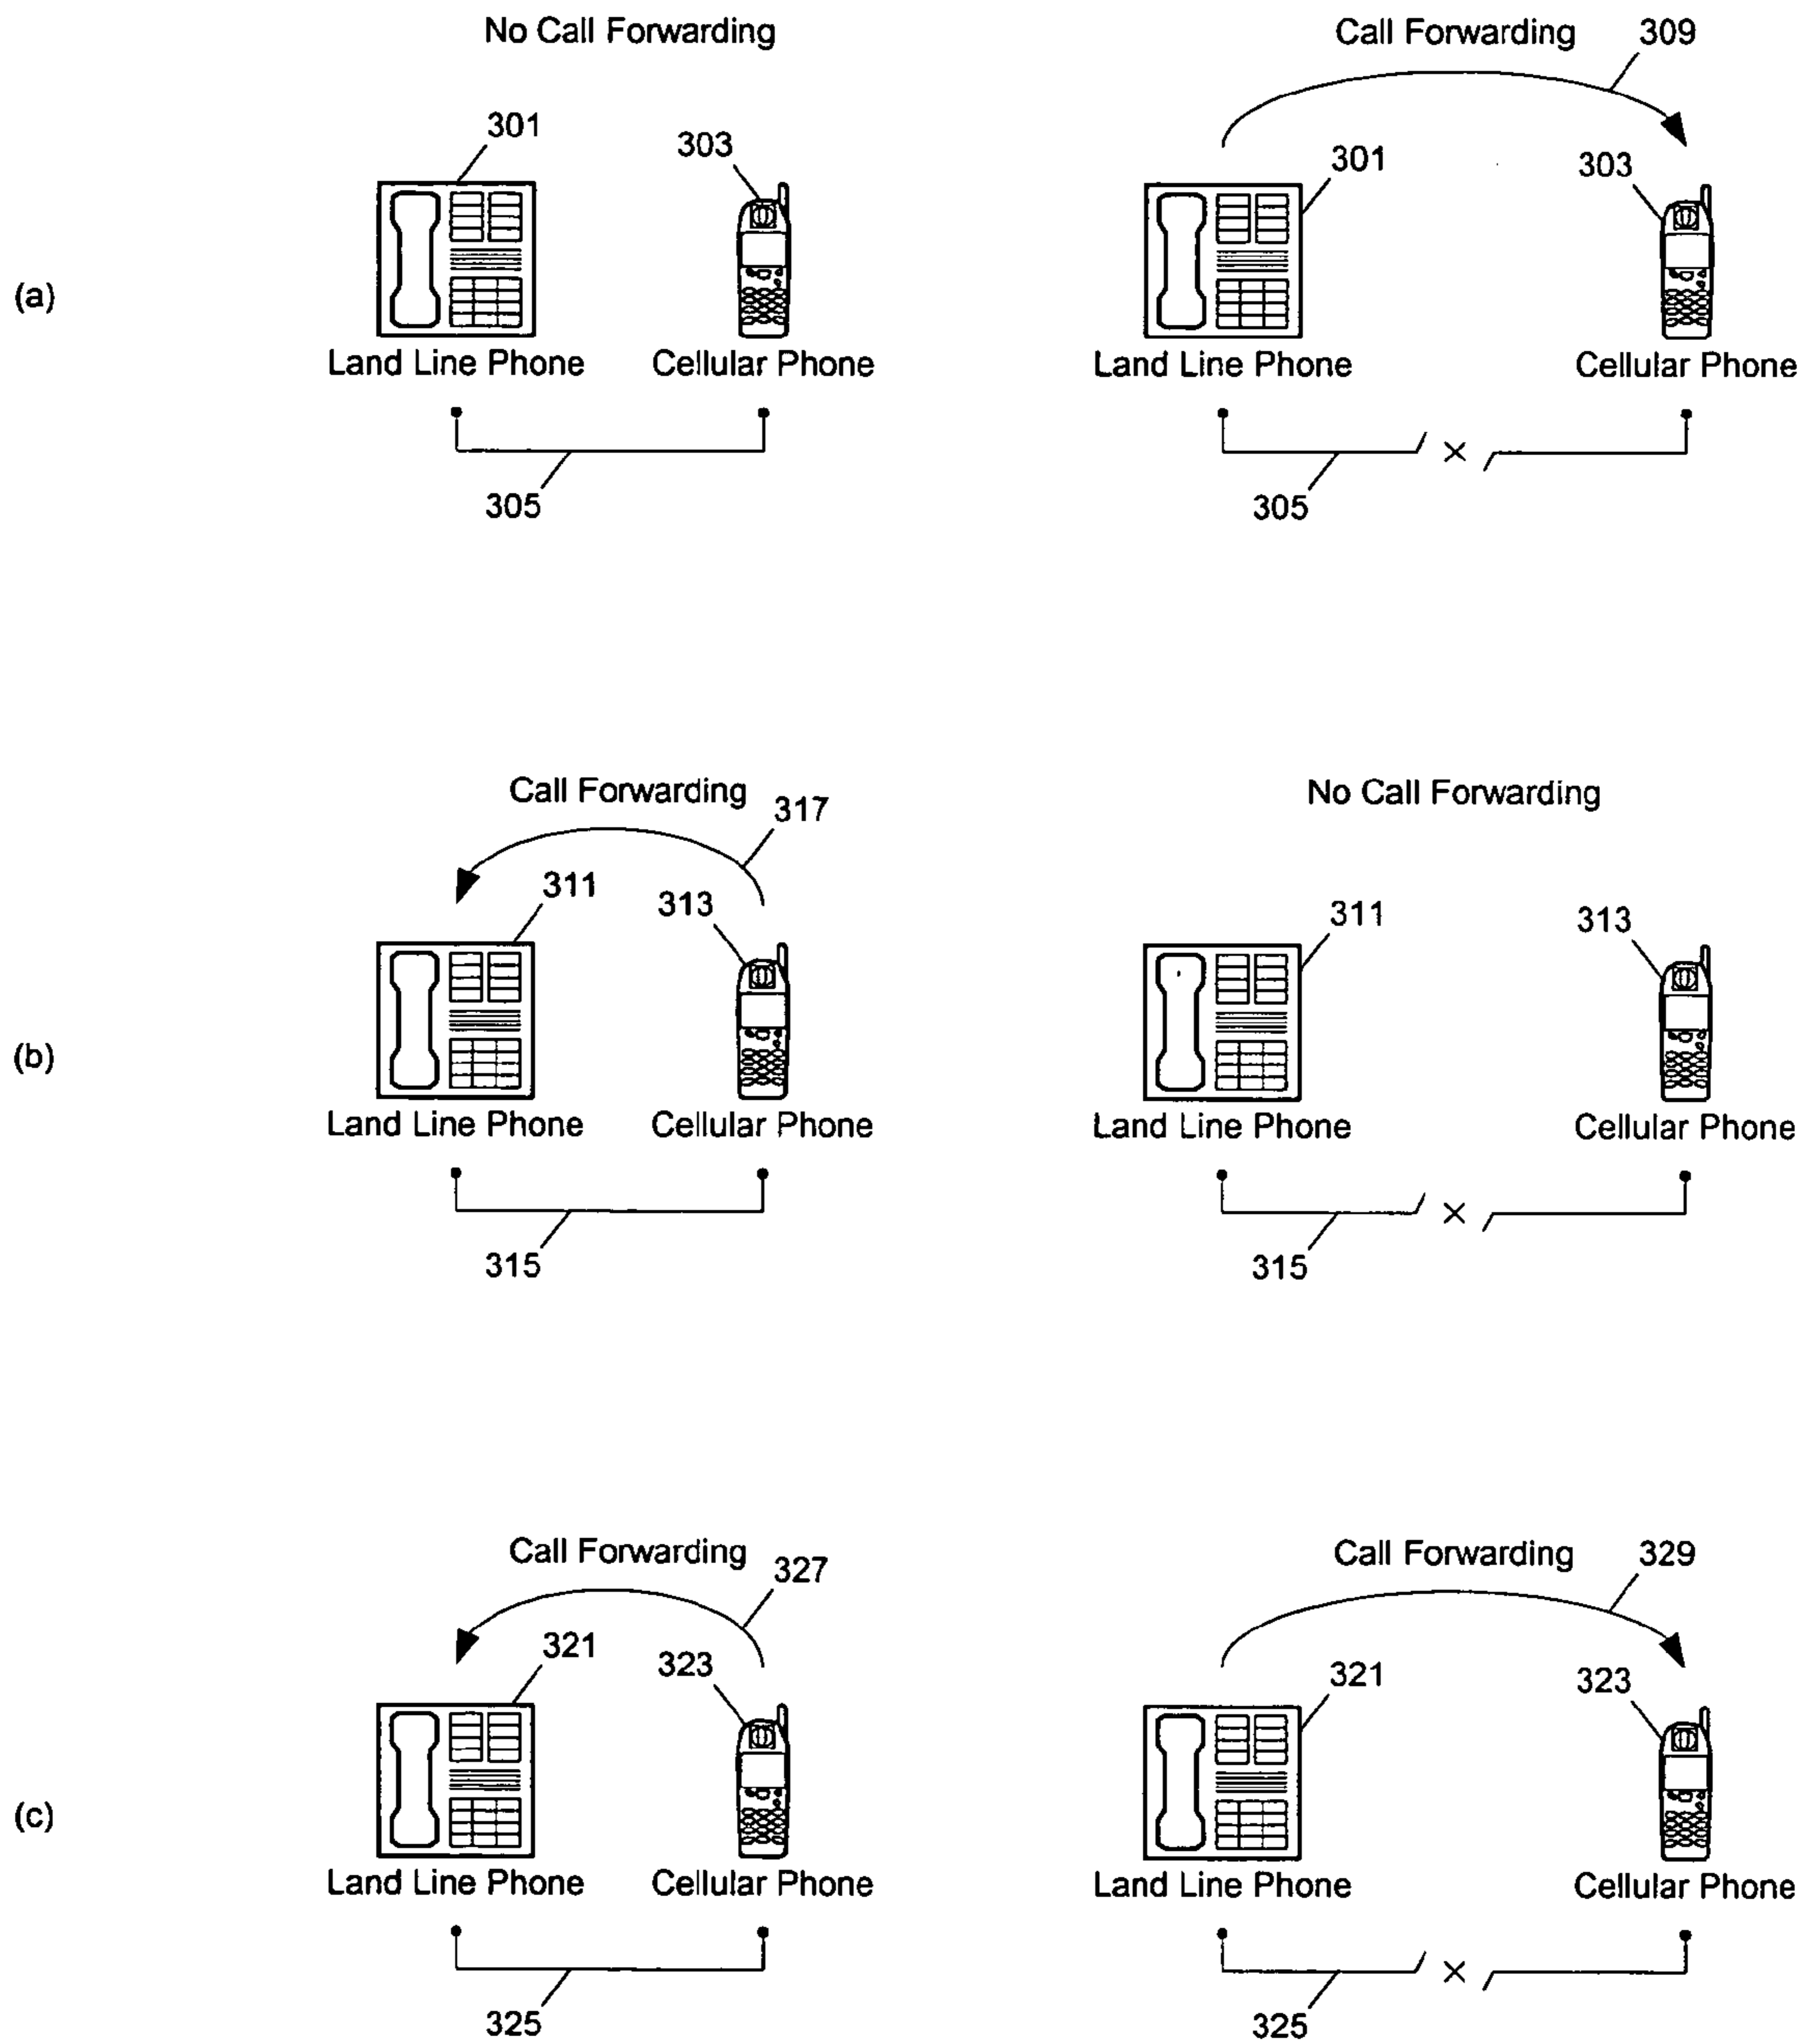 No Call Forwarding
Call Forwarding 309
301
303
301
303
(a)
Land Line Phone
Cellular Phone
Land Line Phone
Cellular Phone
305
305
Call Forwarding
317
No Call Forwarding
311
313
311
313
(b)
Land Line Phone
Cellular Phone
Land Line Phone
Cellular Phone
315
315
Call Forwarding
327
Call Forwarding 329
321
323
321
323
(c)
Land Line Phone
Cellular Phone
Land Line Phone
Cellular Phone
325
325